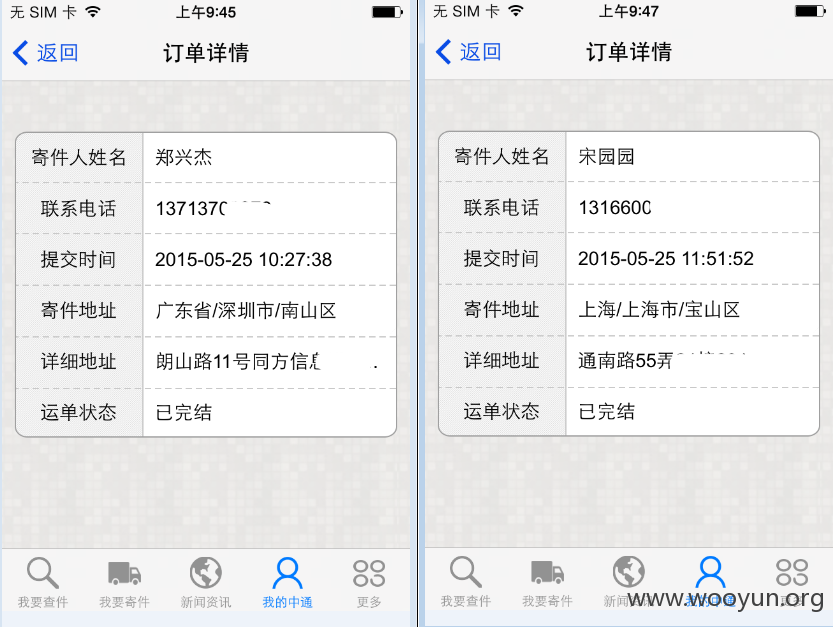 无 SIM 卡 上午9:45
返回 订单详情
寄件人姓名 郑兴杰
联系电话 1371370
提交时间 2015-05-25 10:27:38
寄件地址 广东省/深圳市/南山区
详细地址 朗山路11号同方信息
运单状态 已完结
我要查件 我要寄件 新闻资讯 我的中通 更多
无 SIM 卡 上午9:47
返回 订单详情
寄件人姓名 宋园园
联系电话 1316600
提交时间 2015-05-25 11:51:52
寄件地址 上海/上海市/宝山区
详细地址 通南路55弄
运单状态 已完结
我要查件 我要寄件 新闻资讯 我的中通 更多
www.wooyun.org